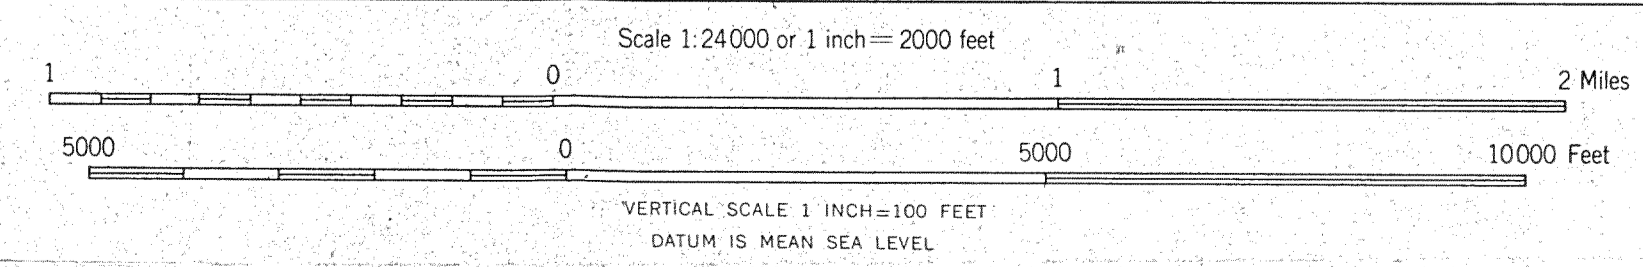 Scale 1:24000 or 1 inch = 2000 feet
1 0 1 2 Miles
5000 0 5000 10000 Feet
VERTICAL SCALE 1 INCH=100 FEET
DATUM IS MEAN SEA LEVEL